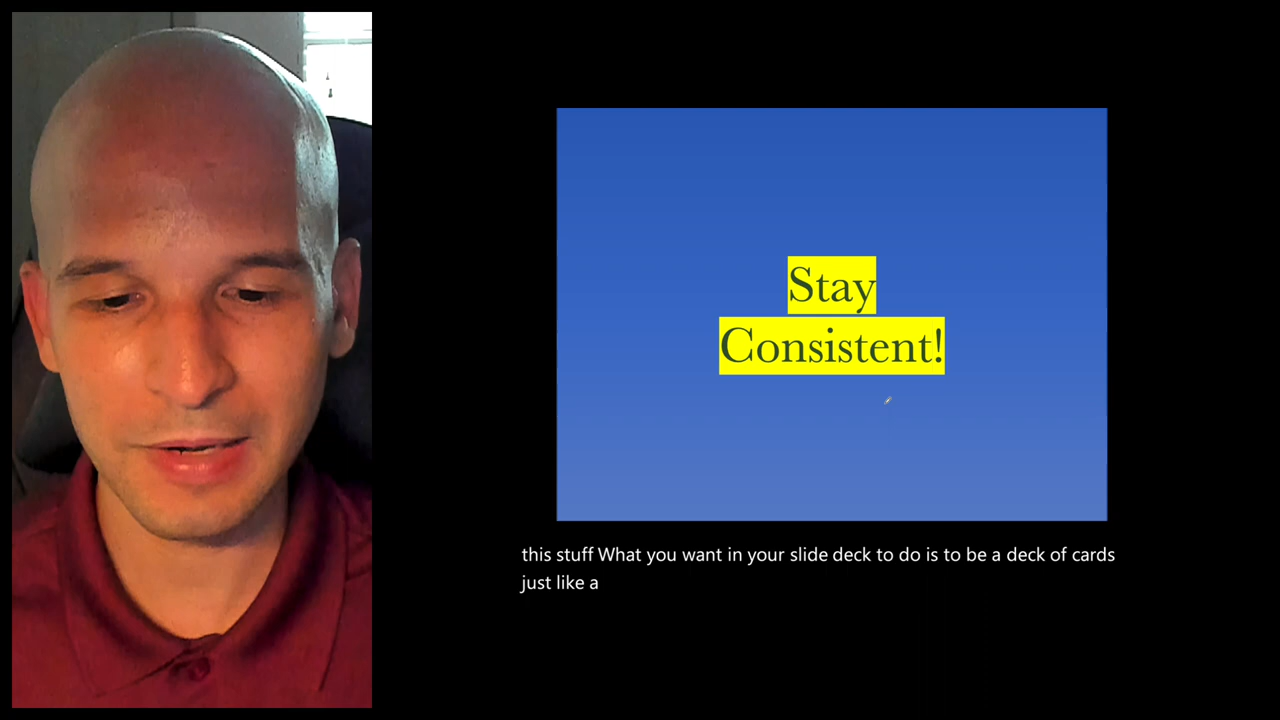 Stay
Consistent!
this stuff What you want in your slide deck to do is to be a deck of cards
just like a